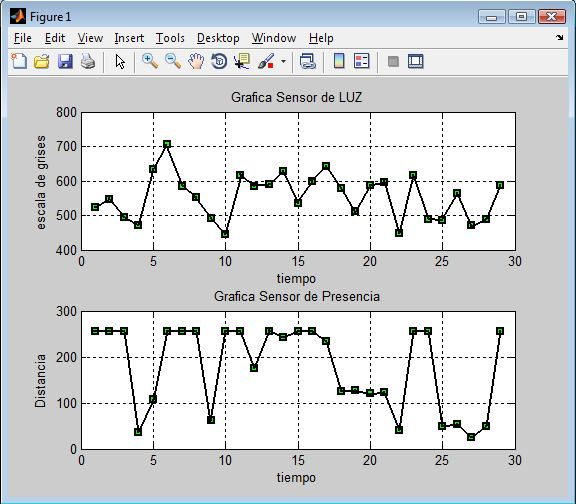 Figure 1
File Edit View Insert Tools Desktop Window Help
Grafica Sensor de LUZ
800
700
600
500
400
escala de grises
0 5 10 15 20 25 30
tiempo
Grafica Sensor de Presencia
300
200
100
0
Distancia
0 5 10 15 20 25 30
tiempo